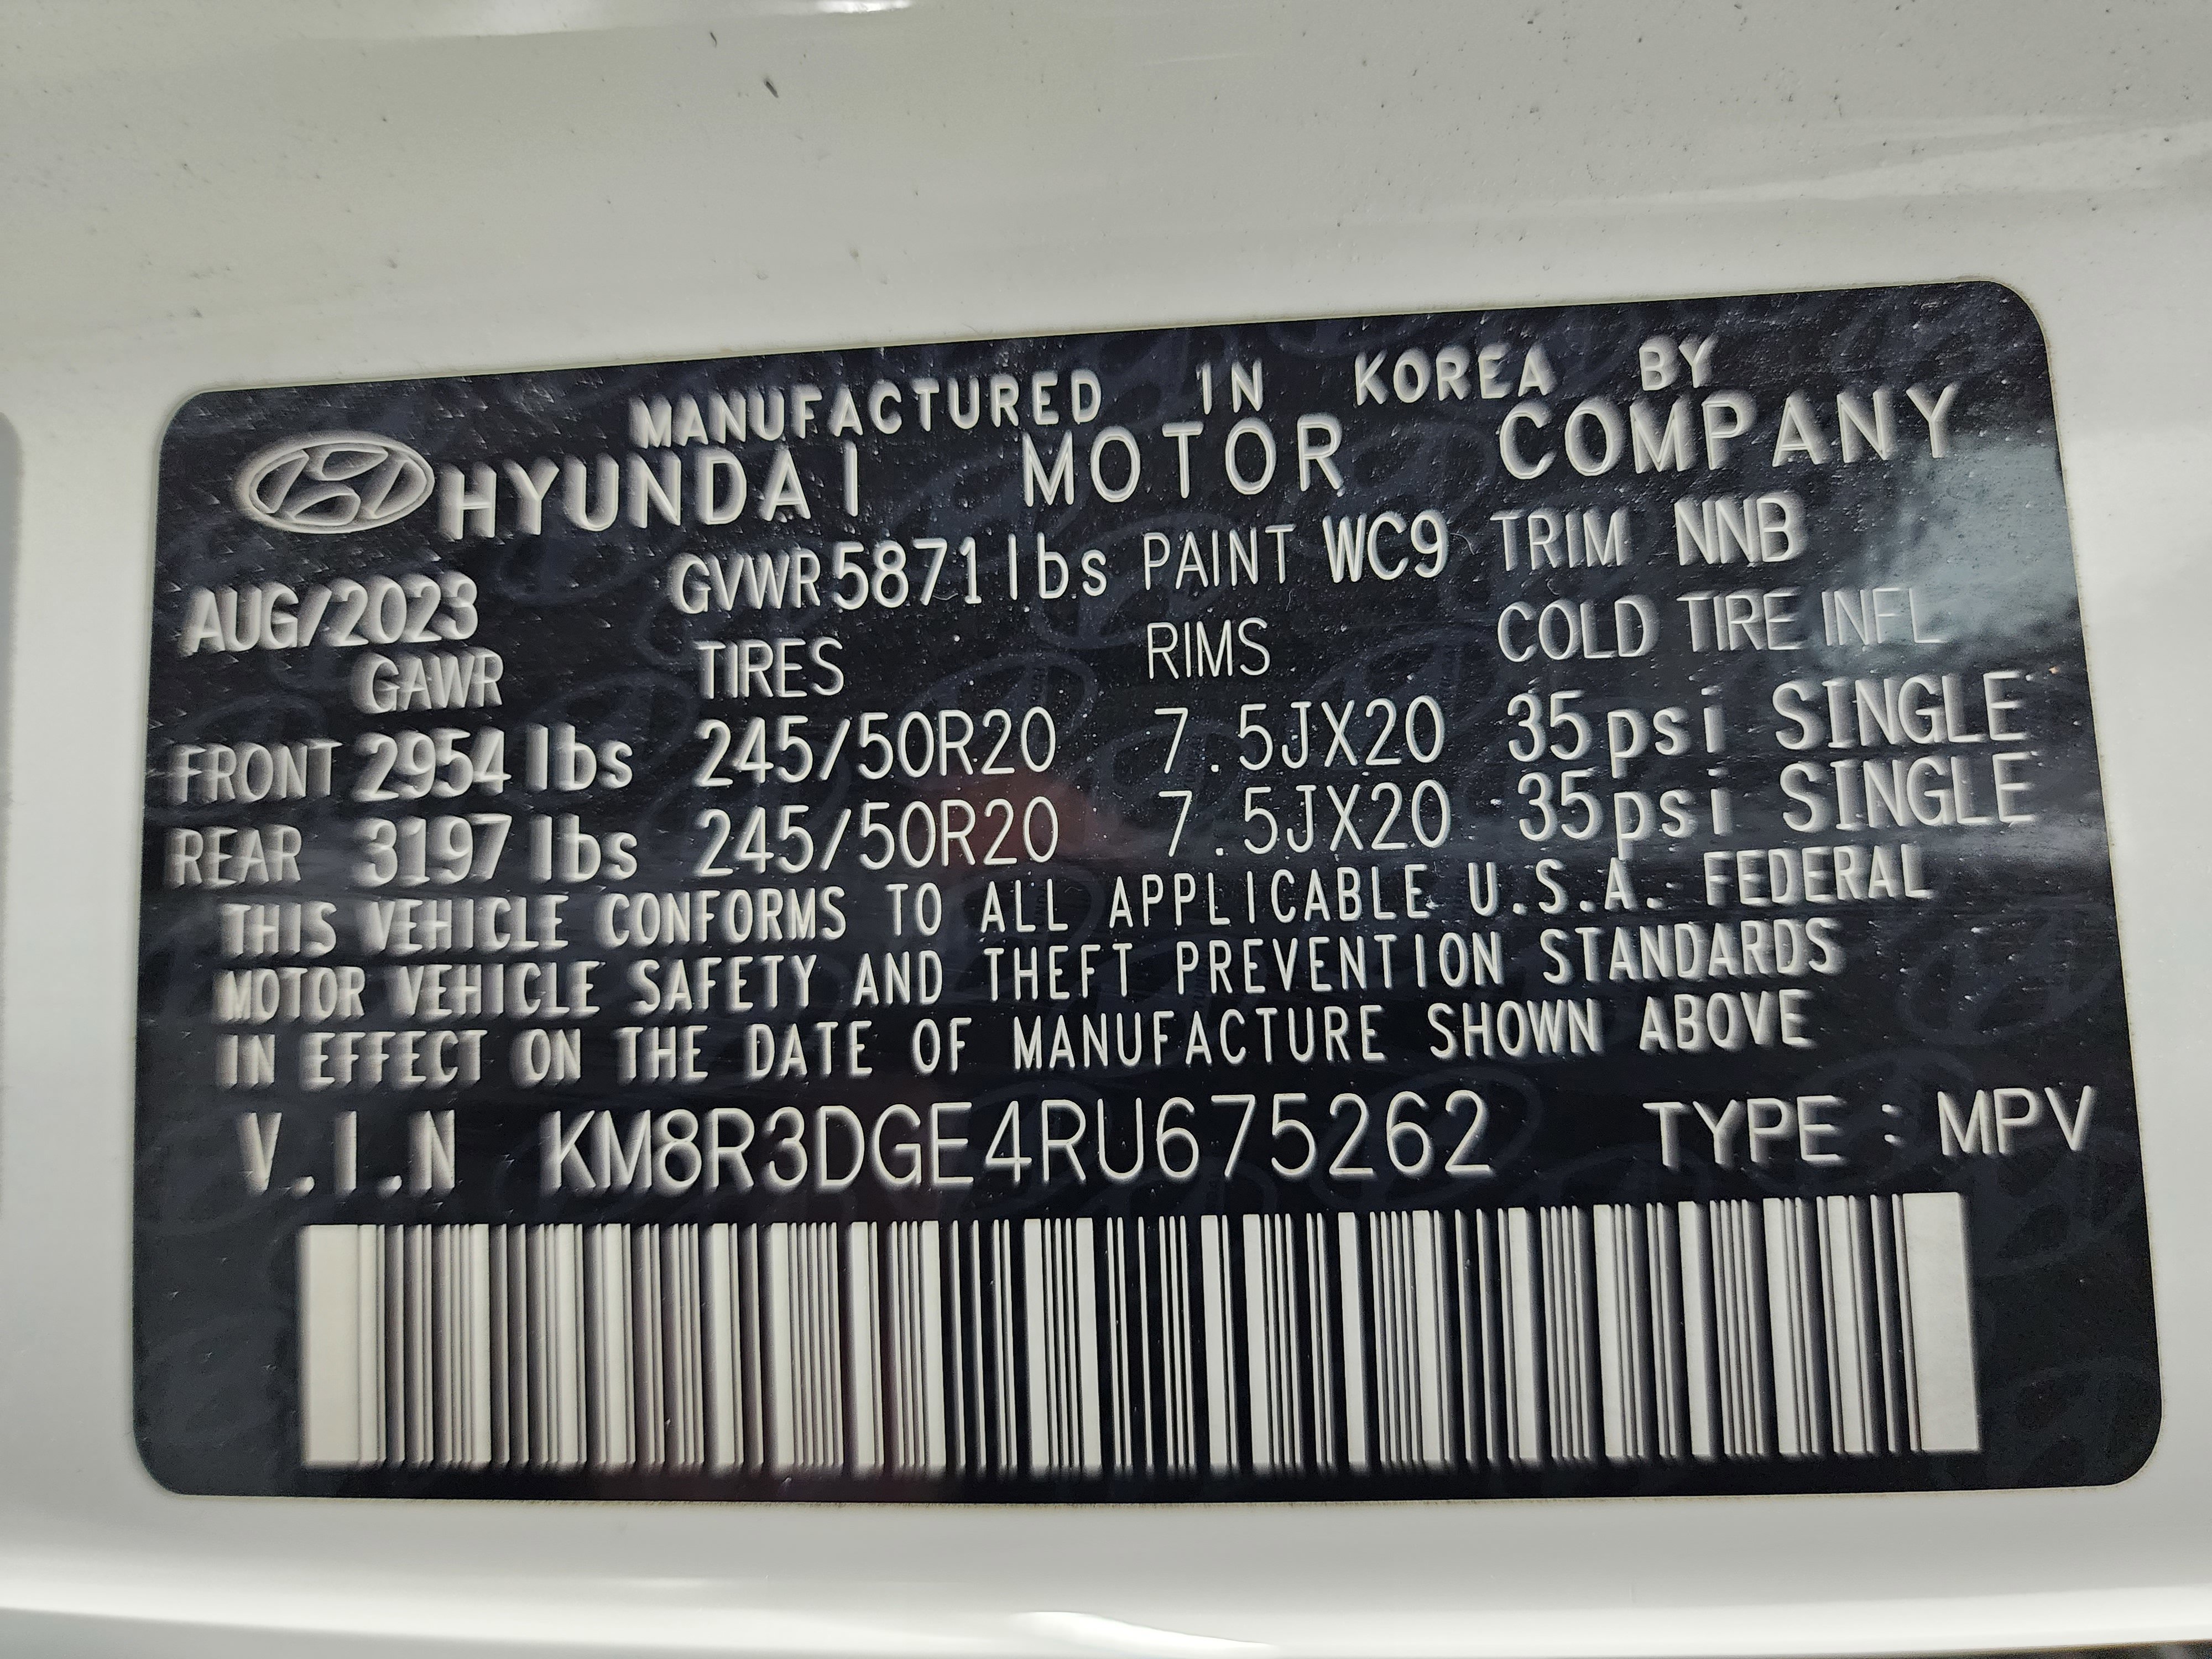 MANUFACTURED IN KOREA BY
HYUNDAI MOTOR COMPANY
AUG/2023 GVWR 5871 lbs PAINT WC9 TRIM NNB
GAWR TIRES RIMS COLD TIRE INFL
FRONT 2954 lbs 245/50R20 7.5JX20 35psi SINGLE
REAR 3197 lbs 245/50R20 7.5JX20 35psi SINGLE
THIS VEHICLE CONFORMS TO ALL APPLICABLE U.S.A. FEDERAL
MOTOR VEHICLE SAFETY AND THEFT PREVENTION STANDARDS
IN EFFECT ON THE DATE OF MANUFACTURE SHOWN ABOVE
V.I.N KM8R3DGE4RU675262 TYPE : MPV